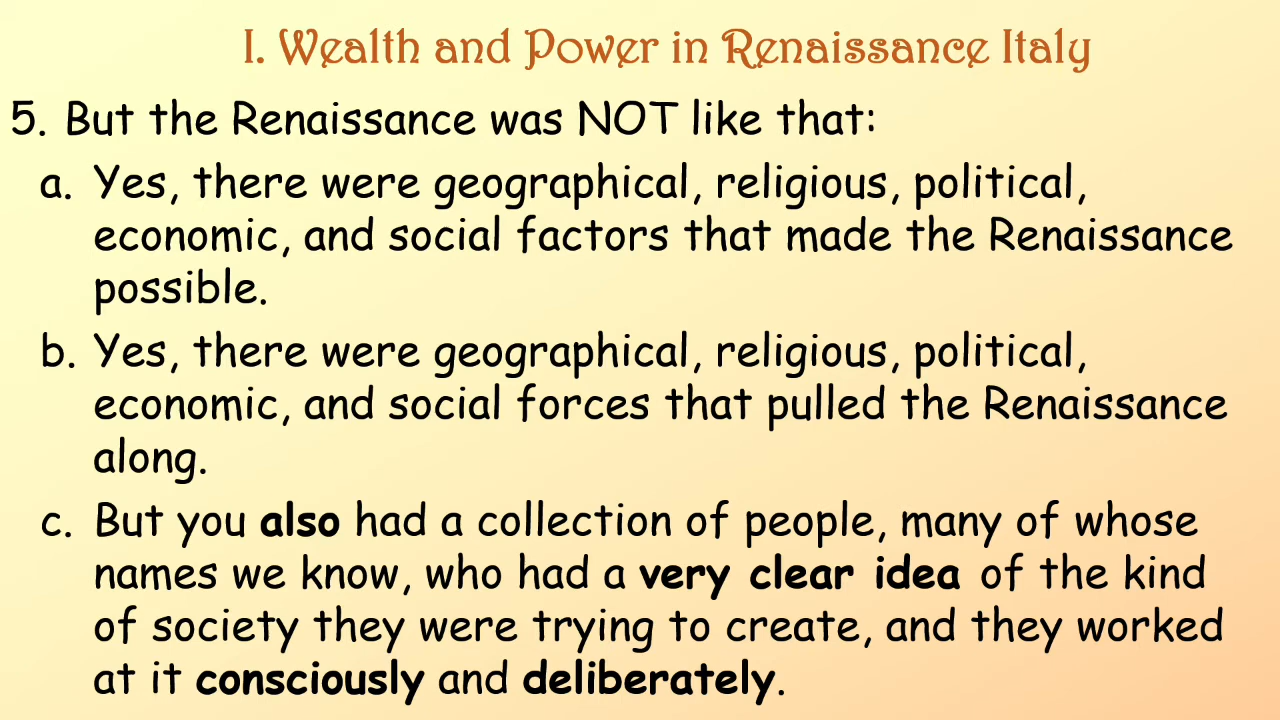 I. Wealth and Power in Renaissance Italy
5. But the Renaissance was NOT like that:
a. Yes, there were geographical, religious, political,
economic, and social factors that made the Renaissance
possible.
b. Yes, there were geographical, religious, political,
economic, and social forces that pulled the Renaissance
along.
c. But you also had a collection of people, many of whose
names we know, who had a very clear idea of the kind
of society they were trying to create, and they worked
at it consciously and deliberately.